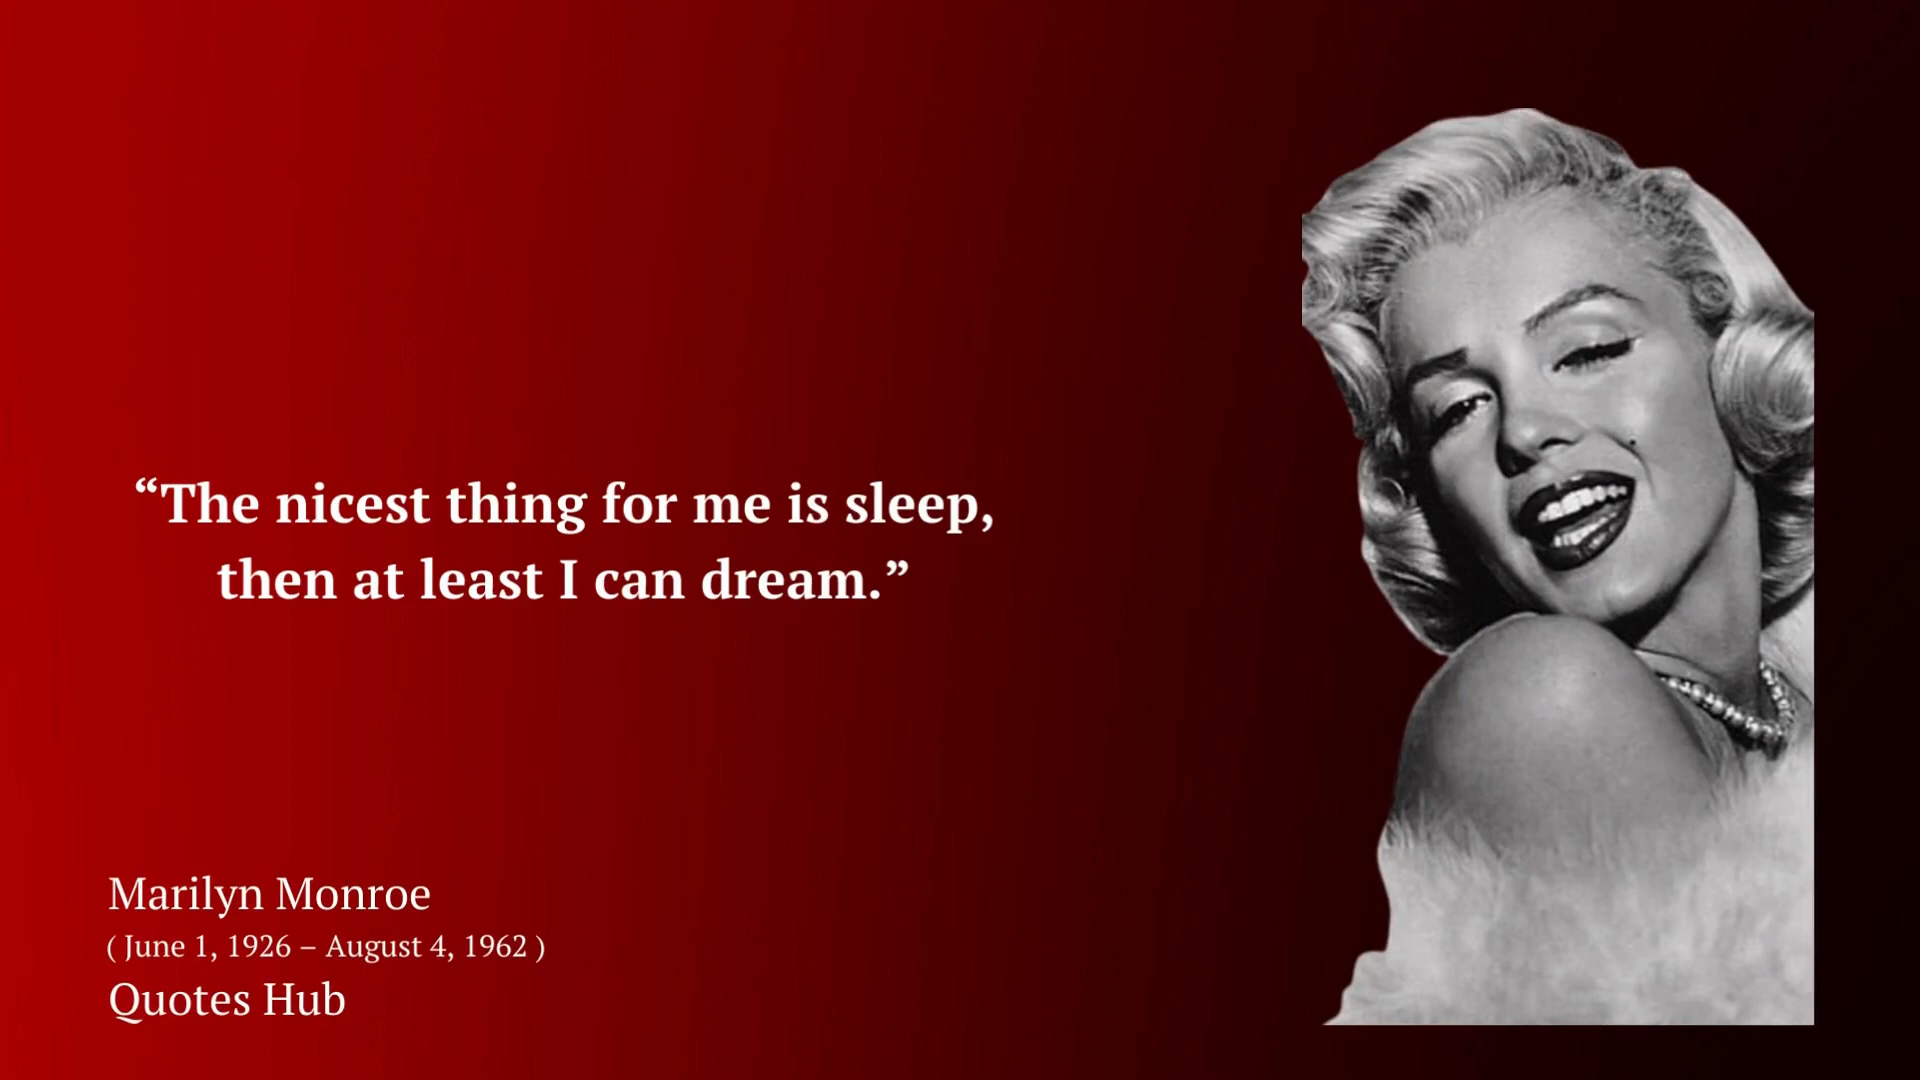 “The nicest thing for me is sleep,
then at least I can dream.”
Marilyn Monroe
( June 1, 1926 – August 4, 1962 )
Quotes Hub